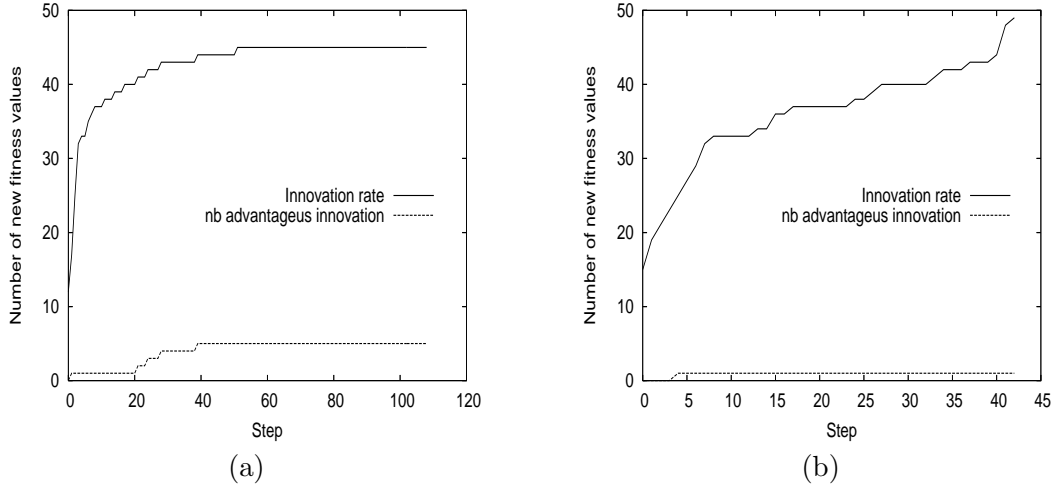 50
40
30
20
10
0
Number of new fitness values
Innovation rate
nb advantageus innovation
0 20 40 60 80 100 120
Step
(a)
50
40
30
20
10
0
Number of new fitness values
Innovation rate
nb advantageus innovation
0 5 10 15 20 25 30 35 40 45
Step
(b)